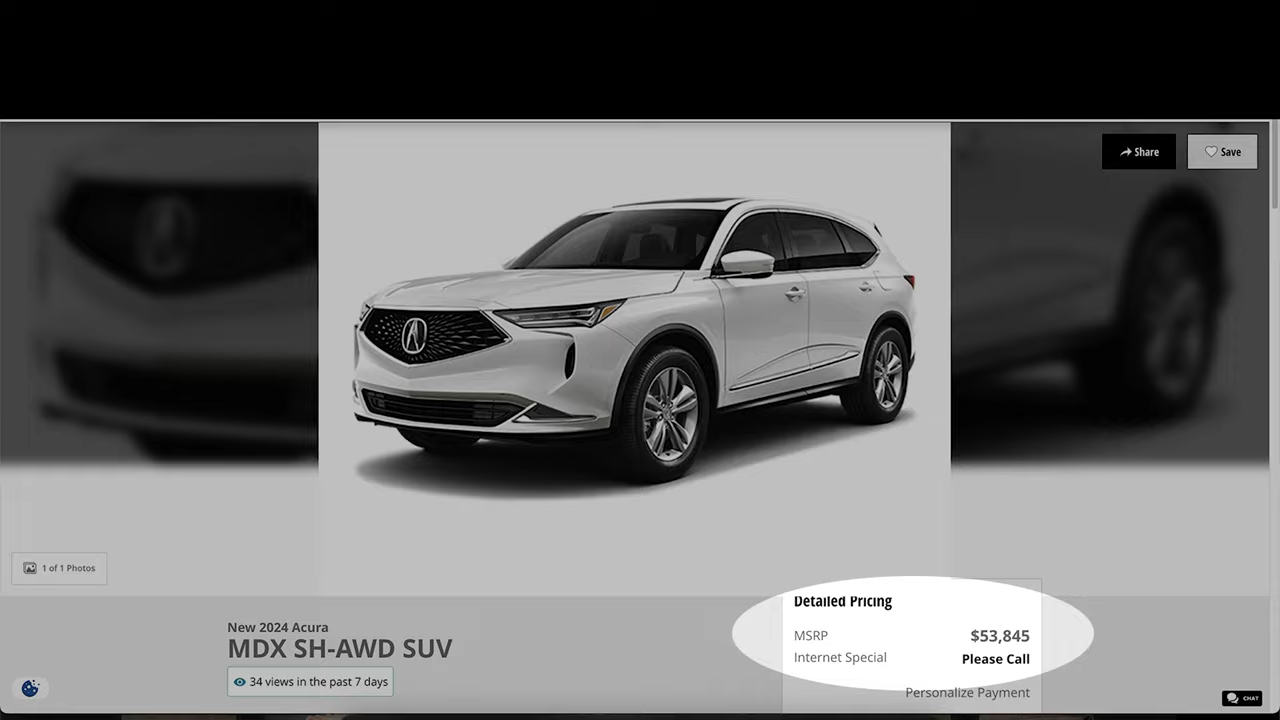 Share
Save
1 of 1 Photos
New 2024 Acura
MDX SH-AWD SUV
34 views in the past 7 days
Detailed Pricing
MSRP $53,845
Internet Special Please Call
Personalize Payment
CHAT